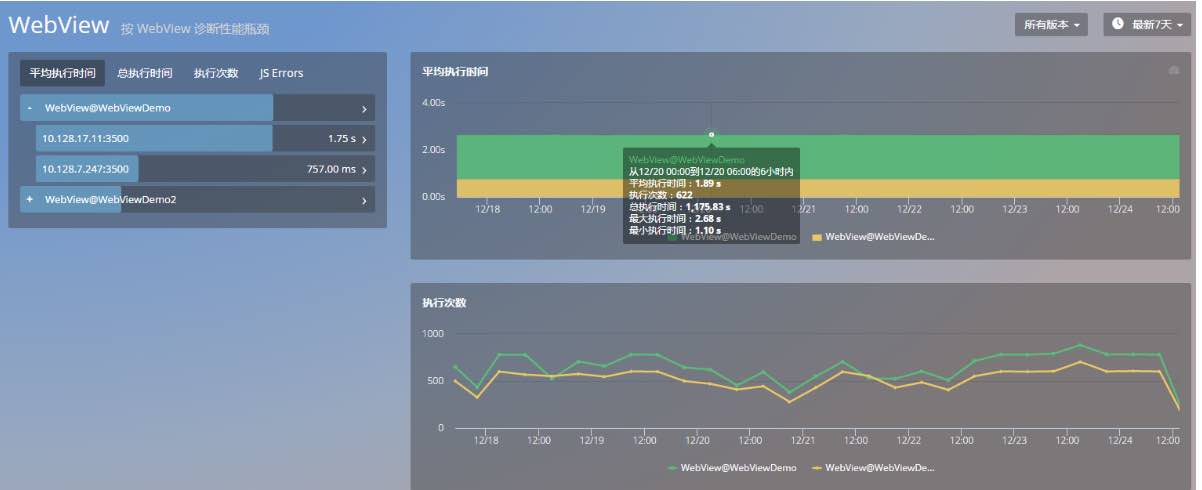 WebView 按 WebView 诊断性能瓶颈
所有版本
最新7天
平均执行时间 总执行时间 执行次数 JS Errors
- WebView@WebViewDemo
10.128.17.11:3500 1.75 s
10.128.7.247:3500 757.00 ms
+ WebView@WebViewDemo2
平均执行时间
4.00s
2.00s
0.00s
WebView@WebViewDemo
从12/20 00:00到12/20 06:00的6小时内
平均执行时间：1.89 s
执行次数：622
总执行时间：1,175.83 s
最大执行时间：2.68 s
最小执行时间：1.10 s
12/18 12:00 12/19 12:00 12/21 12:00 12/22 12:00 12/23 12:00 12/24 12:00
WebView@WebViewDemo WebView@WebViewDe...
执行次数
1000
500
0
12/18 12:00 12/19 12:00 12/20 12:00 12/21 12:00 12/22 12:00 12/23 12:00 12/24 12:00
WebView@WebViewDemo WebView@WebViewDe...